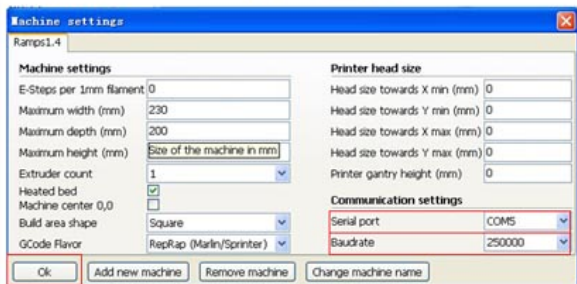 Machine settings
Ramps1.4
Machine settings
E-Steps per 1mm filament 0
Maximum width (mm) 230
Maximum depth (mm) 200
Maximum height (mm) Size of the machine in mm
Extruder count 1
Heated bed
Machine center 0,0
Build area shape Square
GCode Flavor RepRap (Marlin/Sprinter)
Printer head size
Head size towards X min (mm) 0
Head size towards Y min (mm) 0
Head size towards X max (mm) 0
Head size towards Y max (mm) 0
Printer gantry height (mm) 0
Communication settings
Serial port COM5
Baudrate 250000
Ok Add new machine Remove machine Change machine name